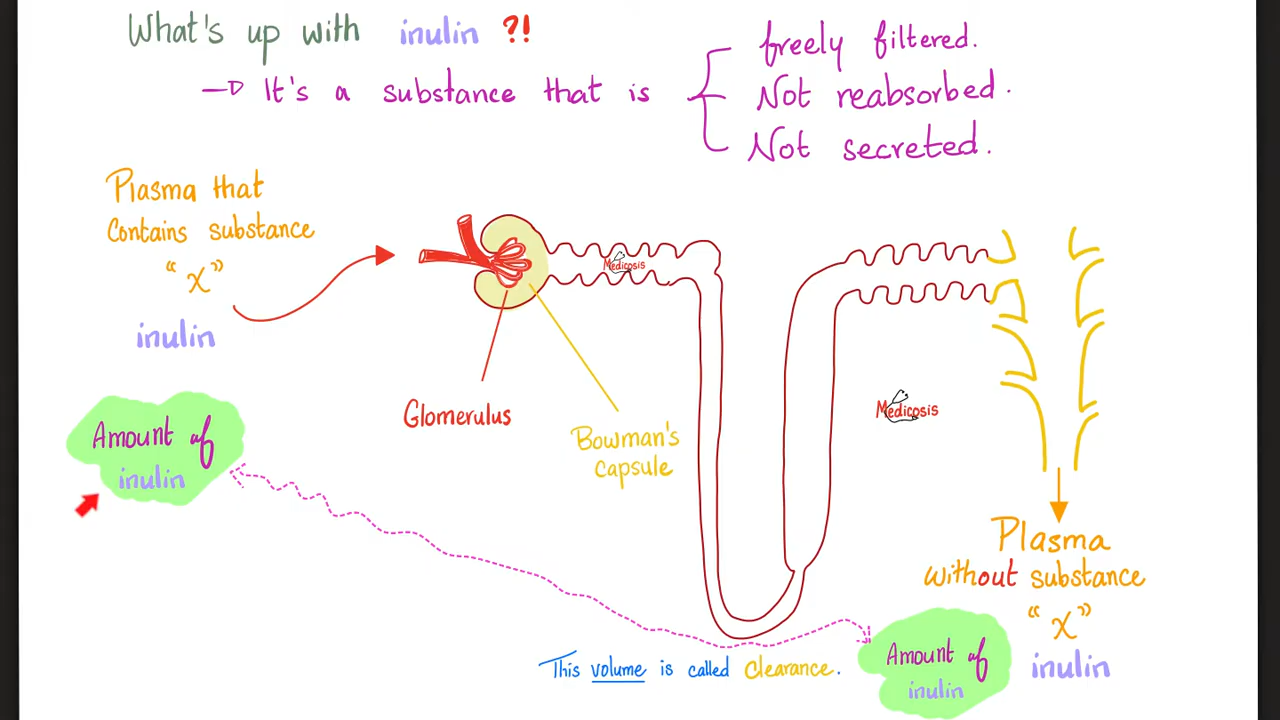 What's up with inulin ?!
It's a substance that is
freely filtered.
Not reabsorbed.
Not secreted.
Plasma that
Contains substance
"x"
inulin
Medicosis
Glomerulus
Bowman's
capsule
Medicosis
Amount of
inulin
Plasma
without substance
"x"
inulin
This volume is called Clearance.
Amount of
inulin